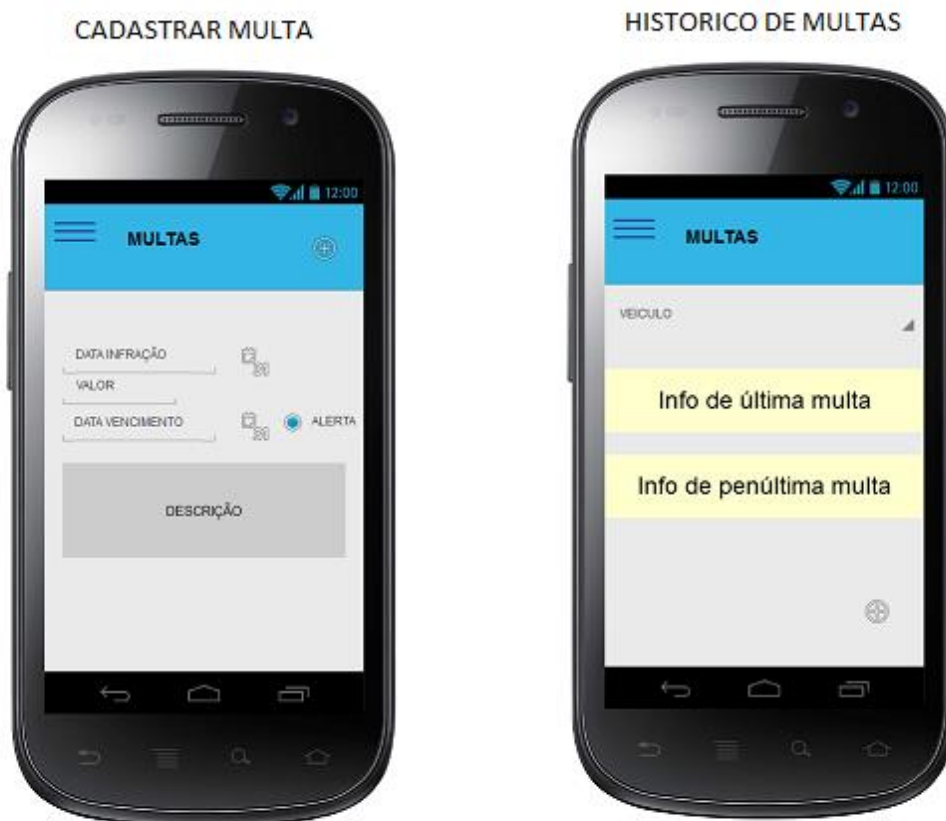 CADASTRAR MULTA
12:00
MULTAS
DATA INFRAÇÃO
VALOR
DATA VENCIMENTO
ALERTA
DESCRIÇÃO
HISTORICO DE MULTAS
12:00
MULTAS
VEICULO
Info de última multa
Info de penúltima multa